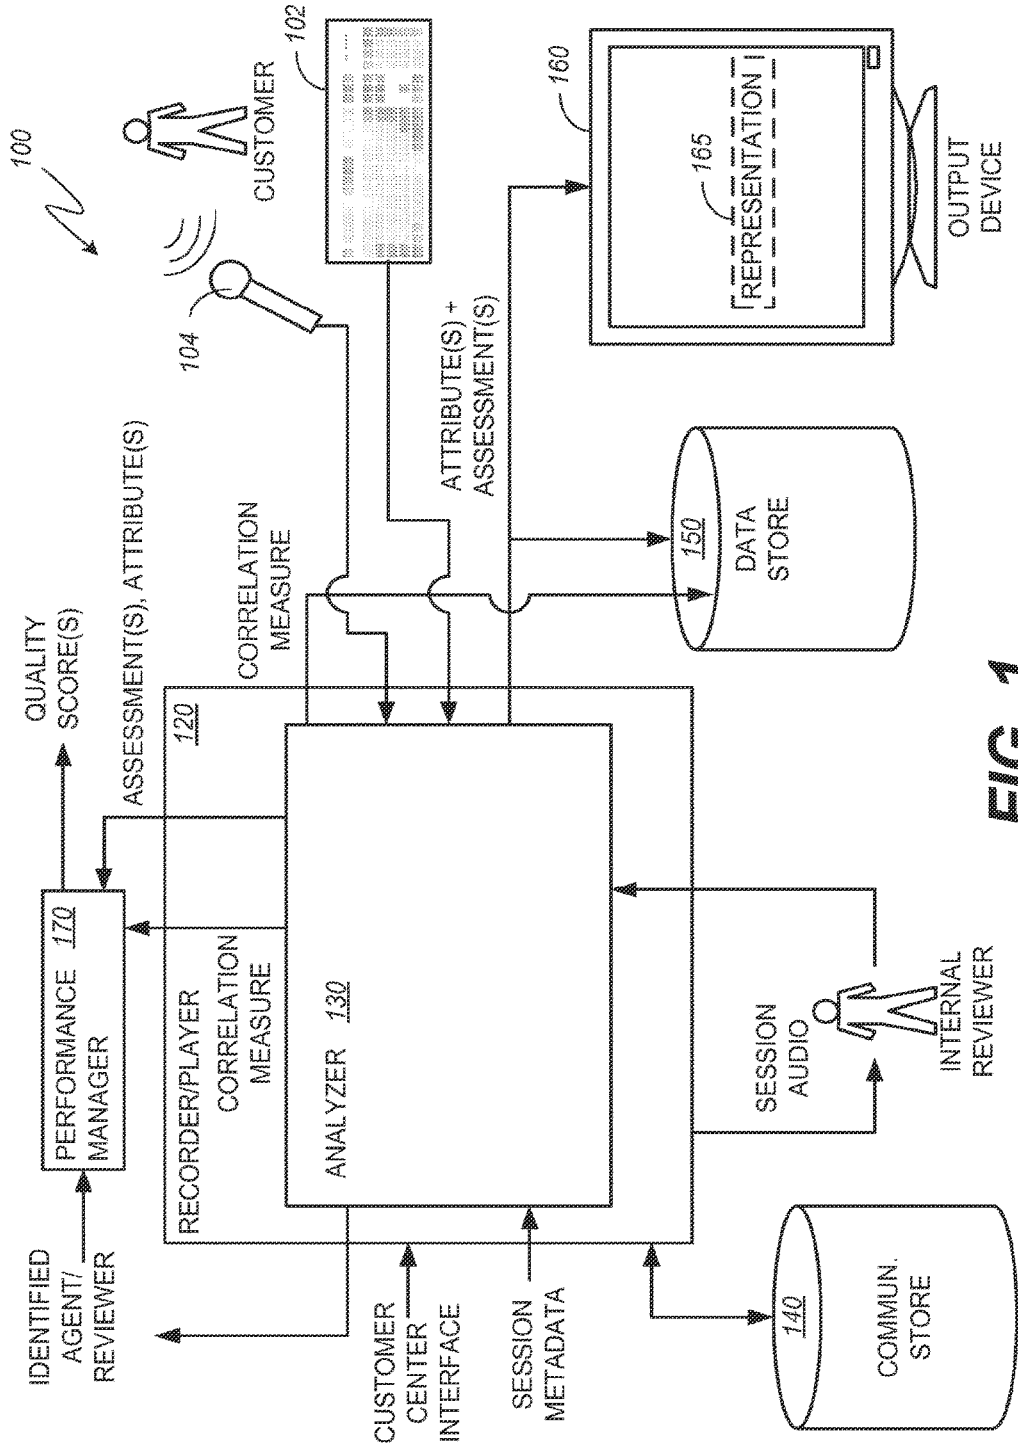 100
CUSTOMER
102
104
ATTRIBUTE(S) +
ASSESSMENT(S)
160
165
REPRESENTATION
OUTPUT
DEVICE
QUALITY
SCORE(S)
ASSESSMENT(S), ATTRIBUTE(S)
CORRELATION
MEASURE
150
DATA
STORE
IDENTIFIED
AGENT/
REVIEWER
PERFORMANCE
MANAGER
170
RECORDER/PLAYER
120
CORRELATION
MEASURE
ANALYZER
130
CUSTOMER
CENTER
INTERFACE
SESSION
METADATA
SESSION
AUDIO
INTERNAL
REVIEWER
140
COMMUN.
STORE
FIG. 1